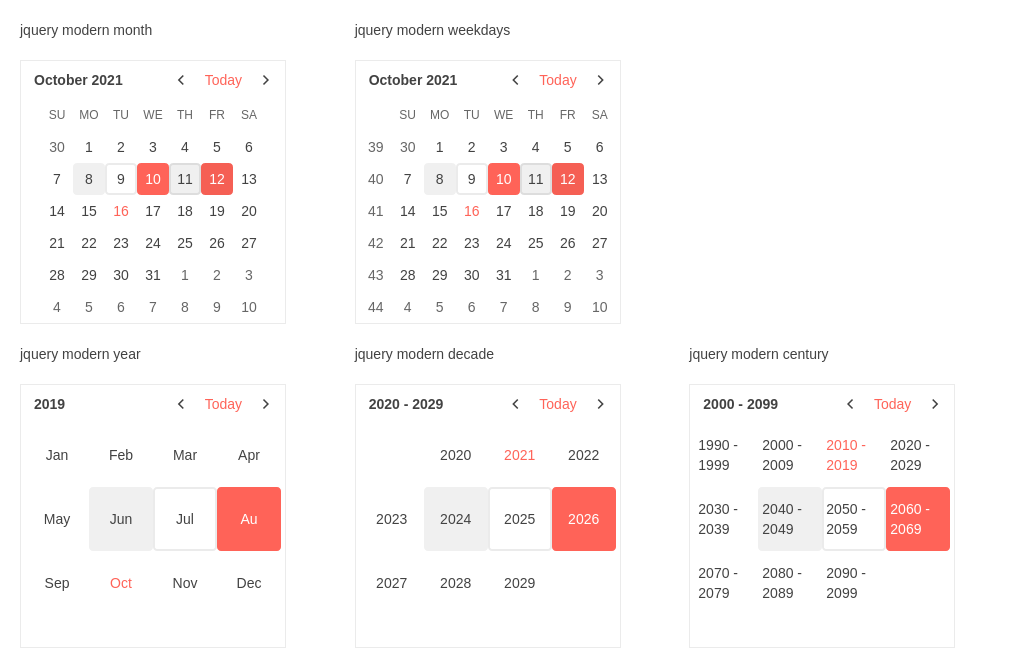 jquery modern month
October 2021 Today
SU MO TU WE TH FR SA
30 1 2 3 4 5 6
7 8 9 10 11 12 13
14 15 16 17 18 19 20
21 22 23 24 25 26 27
28 29 30 31 1 2 3
4 5 6 7 8 9 10
jquery modern weekdays
October 2021 Today
SU MO TU WE TH FR SA
39 30 1 2 3 4 5 6
40 7 8 9 10 11 12 13
41 14 15 16 17 18 19 20
42 21 22 23 24 25 26 27
43 28 29 30 31 1 2 3
44 4 5 6 7 8 9 10
jquery modern year
2019 Today
Jan Feb Mar Apr
May Jun Jul Au
Sep Oct Nov Dec
jquery modern decade
2020 - 2029 Today
2020 2021 2022
2023 2024 2025 2026
2027 2028 2029
jquery modern century
2000 - 2099 Today
1990 - 2000 - 2010 - 2020 -
1999 2009 2019 2029
2030 - 2040 - 2050 - 2060 -
2039 2049 2059 2069
2070 - 2080 - 2090 -
2079 2089 2099